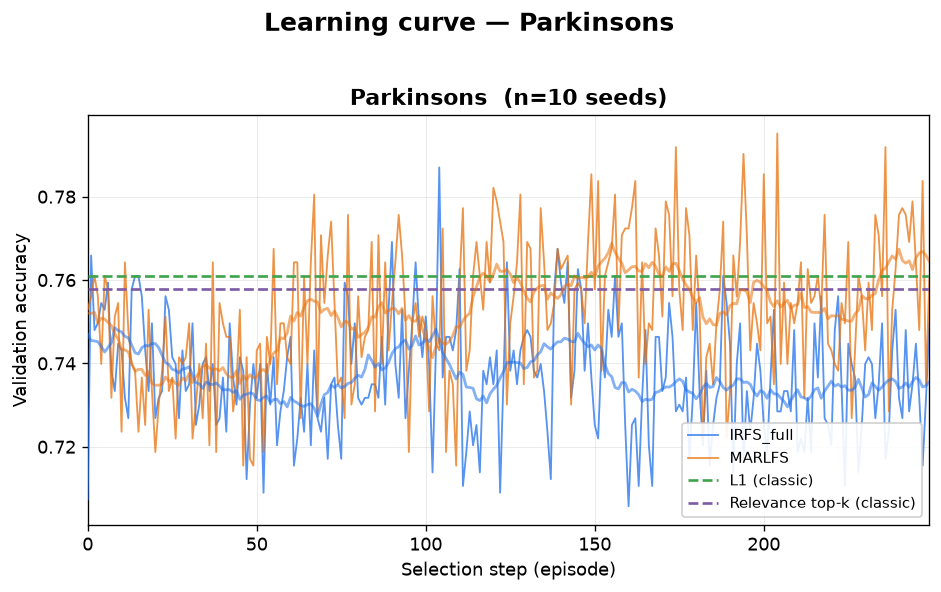 Learning curve — Parkinsons
Parkinsons  (n=10 seeds)
Validation accuracy
0.78
0.76
0.74
0.72
0
50
100
150
200
Selection step (episode)
IRFS_full
MARLFS
L1 (classic)
Relevance top-k (classic)